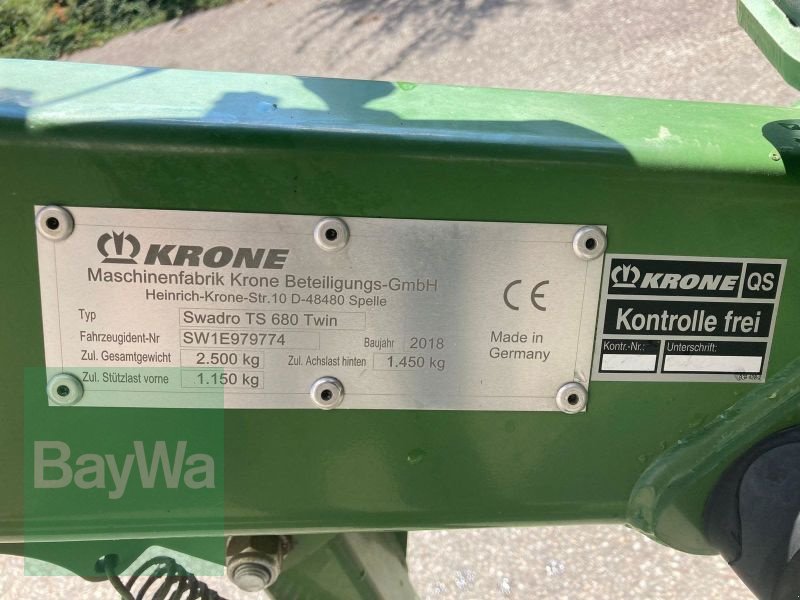 KRONE
Maschinenfabrik Krone Beteiligungs-GmbH
Heinrich-Krone-Str.10 D-48480 Spelle
Typ Swadro TS 680 Twin
Fahrzeugident-Nr SW1E979774 Baujahr 2018
Zul. Gesamtgewicht 2.500 kg Zul. Achslast hinten 1.450 kg
Zul. Stützlast vorne 1.150 kg
CE
Made in
Germany
KRONE QS
Kontrolle frei
Kontr.-Nr.: Unterschrift:
BayWa